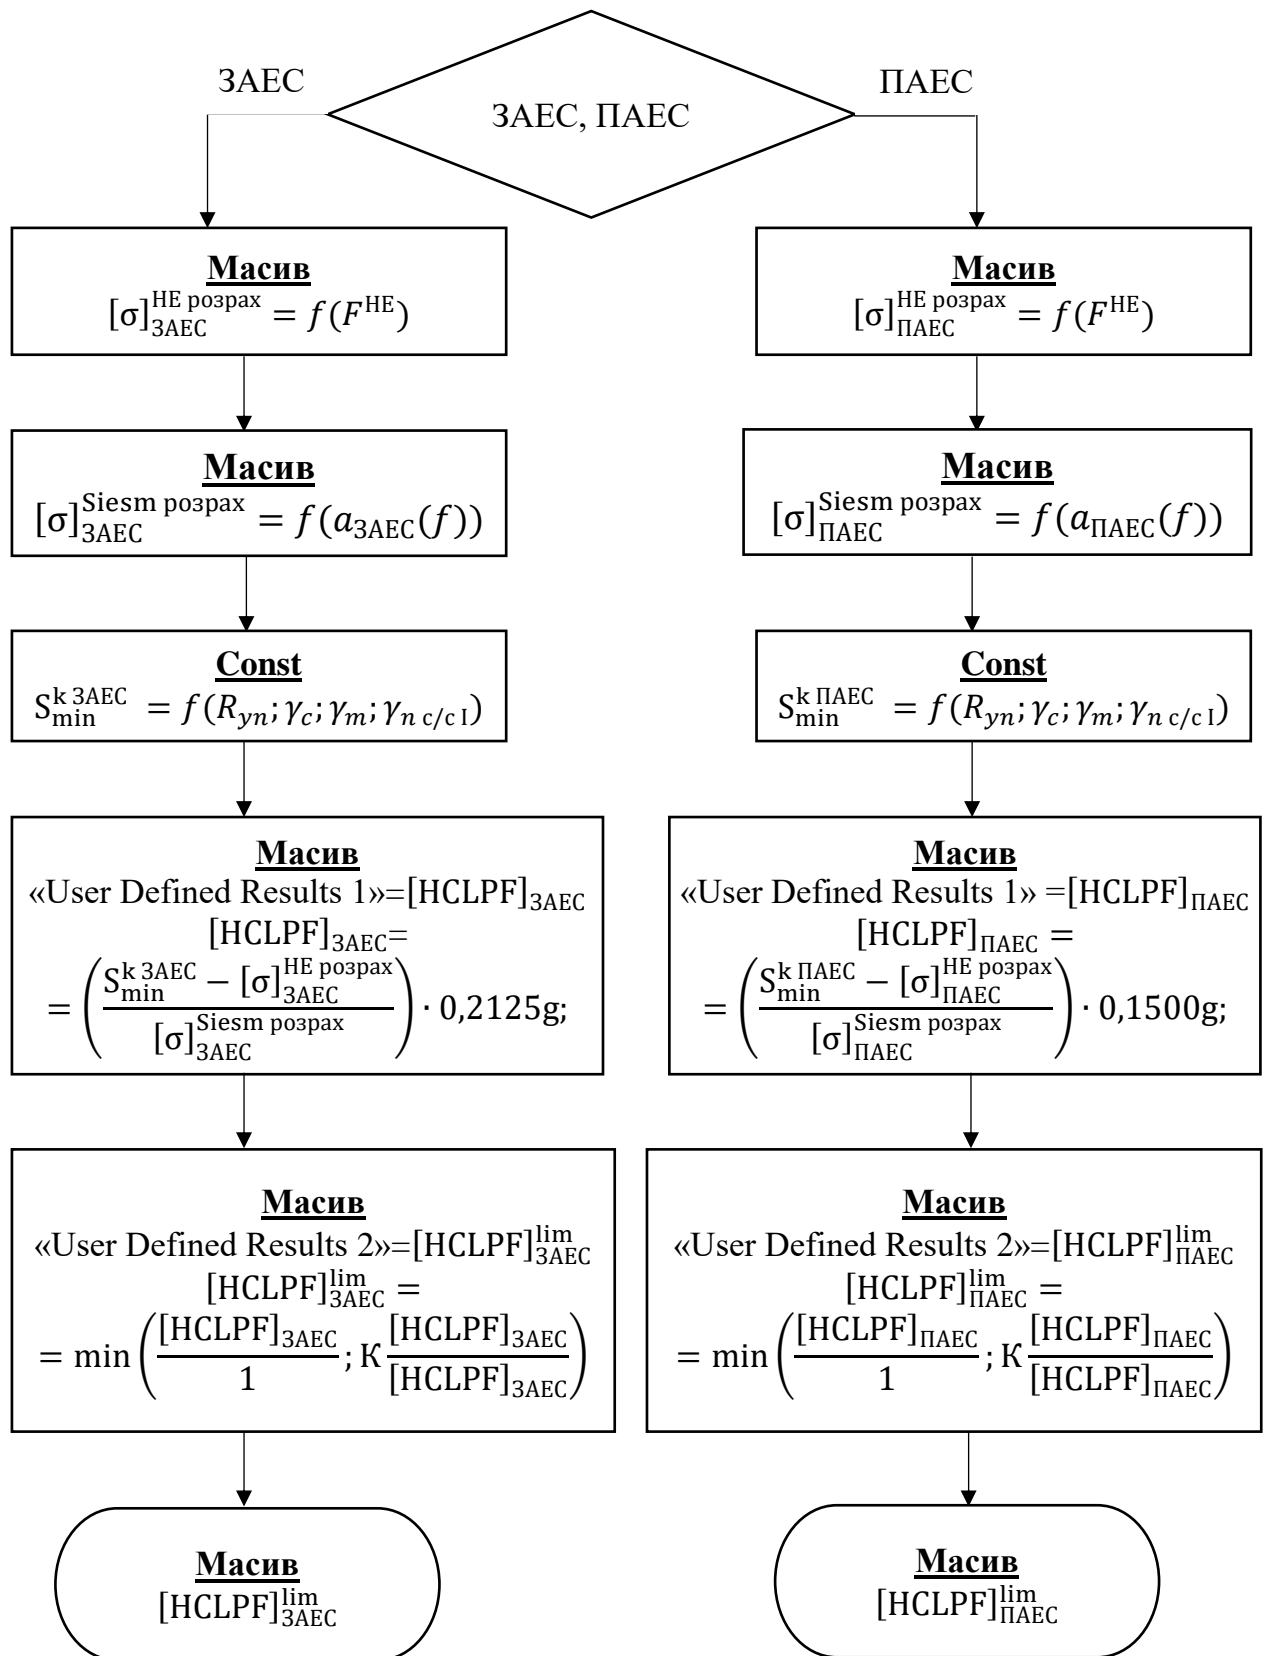 ЗАЕС
ПАЕС
ЗАЕС, ПАЕС
Масив
[σ]_{ЗАЕС}^{НЕ розрах} = f(F^{НЕ})
Масив
[σ]_{ЗАЕС}^{Siesm розрах} = f(a_{ЗАЕС}(f))
Const
S_{min}^{k ЗАЕС} = f(R_{yn}; γ_c; γ_m; γ_{n c/c I})
Масив
«User Defined Results 1»=[HCLPF]_{ЗАЕС}
[HCLPF]_{ЗАЕС}=
= ((S_{min}^{k ЗАЕС} − [σ]_{ЗАЕС}^{НЕ розрах}) / [σ]_{ЗАЕС}^{Siesm розрах}) · 0,2125g;
Масив
«User Defined Results 2»=[HCLPF]_{ЗАЕС}^{lim}
[HCLPF]_{ЗАЕС}^{lim} =
= min([HCLPF]_{ЗАЕС} / 1 ; К [HCLPF]_{ЗАЕС} / [HCLPF]_{ЗАЕС})
Масив
[HCLPF]_{ЗАЕС}^{lim}
Масив
[σ]_{ПАЕС}^{НЕ розрах} = f(F^{НЕ})
Масив
[σ]_{ПАЕС}^{Siesm розрах} = f(a_{ПАЕС}(f))
Const
S_{min}^{k ПАЕС} = f(R_{yn}; γ_c; γ_m; γ_{n c/c I})
Масив
«User Defined Results 1» =[HCLPF]_{ПАЕС}
[HCLPF]_{ПАЕС} =
= ((S_{min}^{k ПАЕС} − [σ]_{ПАЕС}^{НЕ розрах}) / [σ]_{ПАЕС}^{Siesm розрах}) · 0,1500g;
Масив
«User Defined Results 2»=[HCLPF]_{ПАЕС}^{lim}
[HCLPF]_{ПАЕС}^{lim} =
= min([HCLPF]_{ПАЕС} / 1 ; К [HCLPF]_{ПАЕС} / [HCLPF]_{ПАЕС})
Масив
[HCLPF]_{ПАЕС}^{lim}